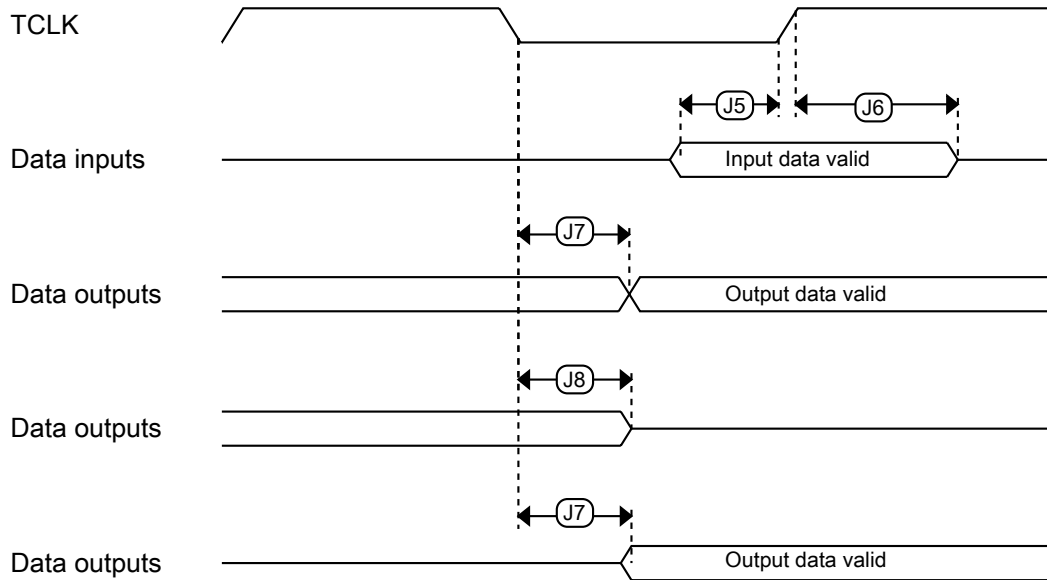 TCLK
J5
J6
Data inputs
Input data valid
J7
Data outputs
Output data valid
J8
Data outputs
J7
Data outputs
Output data valid